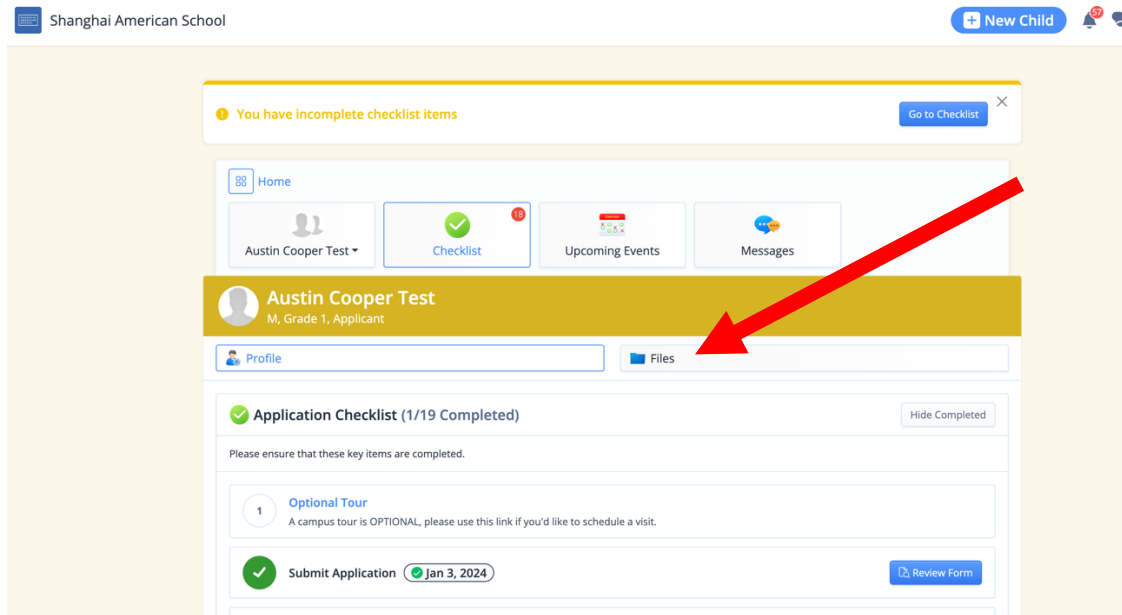 Shanghai American School
New Child
57
You have incomplete checklist items
Go to Checklist
Home
Austin Cooper Test
18
Checklist
Upcoming Events
Messages
Austin Cooper Test
M, Grade 1, Applicant
Profile
Files
Application Checklist (1/19 Completed)
Hide Completed
Please ensure that these key items are completed.
1
Optional Tour
A campus tour is OPTIONAL, please use this link if you'd like to schedule a visit.
Submit Application
Jan 3, 2024
Review Form